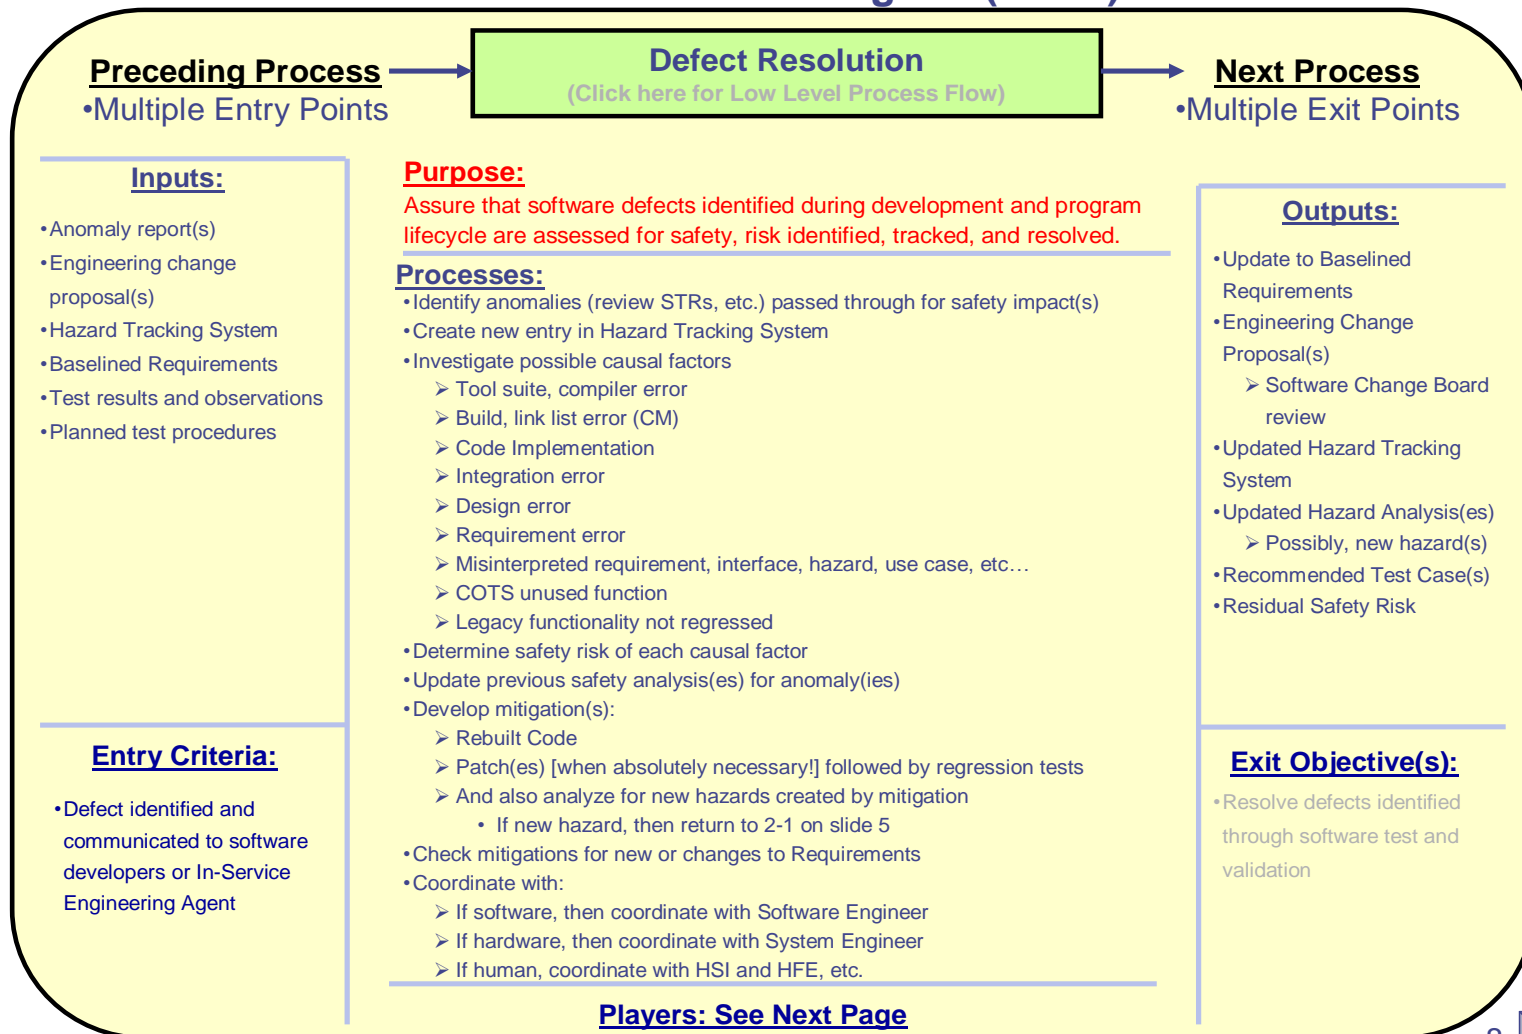 Preceding Process
•Multiple Entry Points
Defect Resolution
(Click here for Low Level Process Flow)
Next Process
•Multiple Exit Points
Inputs:
•Anomaly report(s)
•Engineering change
proposal(s)
•Hazard Tracking System
•Baselined Requirements
•Test results and observations
•Planned test procedures
Entry Criteria:
•Defect identified and
communicated to software
developers or In-Service
Engineering Agent
Purpose:
Assure that software defects identified during development and program
lifecycle are assessed for safety, risk identified, tracked, and resolved.
Processes:
•Identify anomalies (review STRs, etc.) passed through for safety impact(s)
•Create new entry in Hazard Tracking System
•Investigate possible causal factors
➢ Tool suite, compiler error
➢ Build, link list error (CM)
➢ Code Implementation
➢ Integration error
➢ Design error
➢ Requirement error
➢ Misinterpreted requirement, interface, hazard, use case, etc…
➢ COTS unused function
➢ Legacy functionality not regressed
•Determine safety risk of each causal factor
•Update previous safety analysis(es) for anomaly(ies)
•Develop mitigation(s):
➢ Rebuilt Code
➢ Patch(es) [when absolutely necessary!] followed by regression tests
➢ And also analyze for new hazards created by mitigation
• If new hazard, then return to 2-1 on slide 5
•Check mitigations for new or changes to Requirements
•Coordinate with:
➢ If software, then coordinate with Software Engineer
➢ If hardware, then coordinate with System Engineer
➢ If human, coordinate with HSI and HFE, etc.
Players: See Next Page
Outputs:
•Update to Baselined
Requirements
•Engineering Change
Proposal(s)
➢ Software Change Board
review
•Updated Hazard Tracking
System
•Updated Hazard Analysis(es)
➢ Possibly, new hazard(s)
•Recommended Test Case(s)
•Residual Safety Risk
Exit Objective(s):
•Resolve defects identified
through software test and
validation